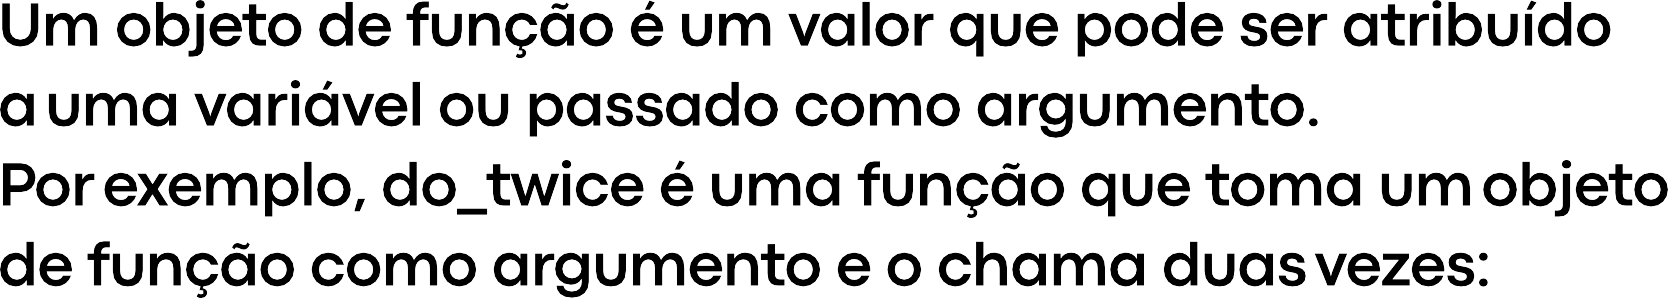 Um objeto de função é um valor que pode ser atribuído
a uma variável ou passado como argumento.
Por exemplo, do_twice é uma função que toma um objeto
de função como argumento e o chama duas vezes: